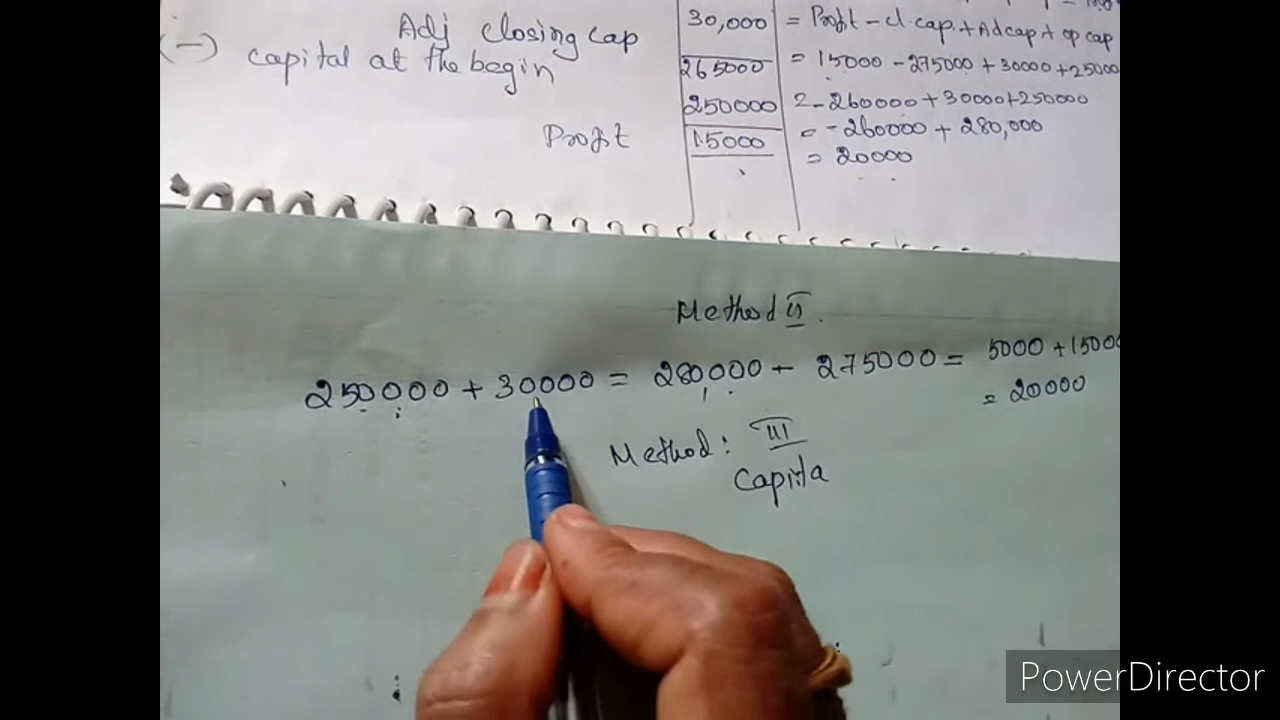 Adj closing cap
(-) capital at the begin
Profit
30,000
265000
250000
15000
= Profit - cl. cap. + Ad cap + op cap
= 15000 - 275000 + 30000 + 25000
= - 260000 + 30000 + 250000
= - 260000 + 280,000
= 20000
Method II.
250000 + 30000 = 280000 - 275000 = 5000 + 1500
= 20000
Method: III
Capita
PowerDirector